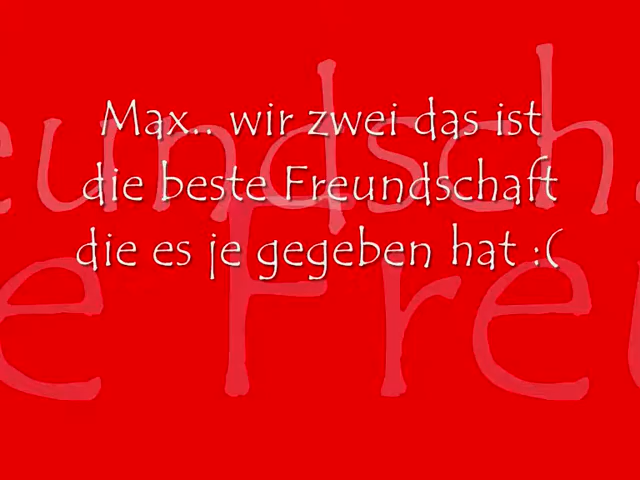 Max.. wir zwei das ist
die beste Freundschaft
die es je gegeben hat :(